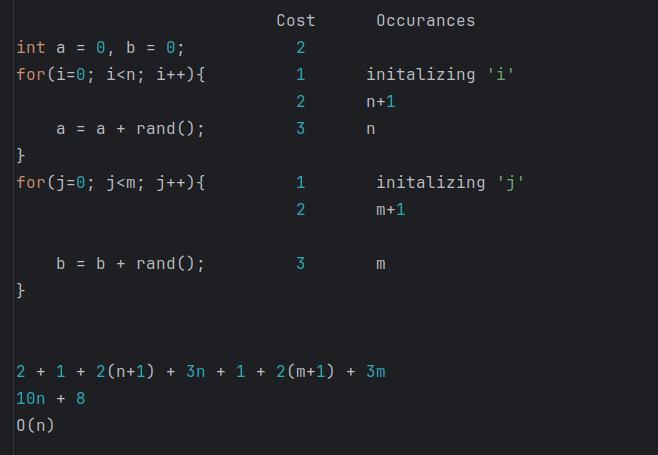 Cost Occurances
int a = 0, b = 0; 2
for(i=0; i<n; i++){ 1 initalizing 'i'
2 n+1
a = a + rand(); 3 n
}
for(j=0; j<m; j++){ 1 initalizing 'j'
2 m+1
b = b + rand(); 3 m
}
2 + 1 + 2(n+1) + 3n + 1 + 2(m+1) + 3m
10n + 8
O(n)